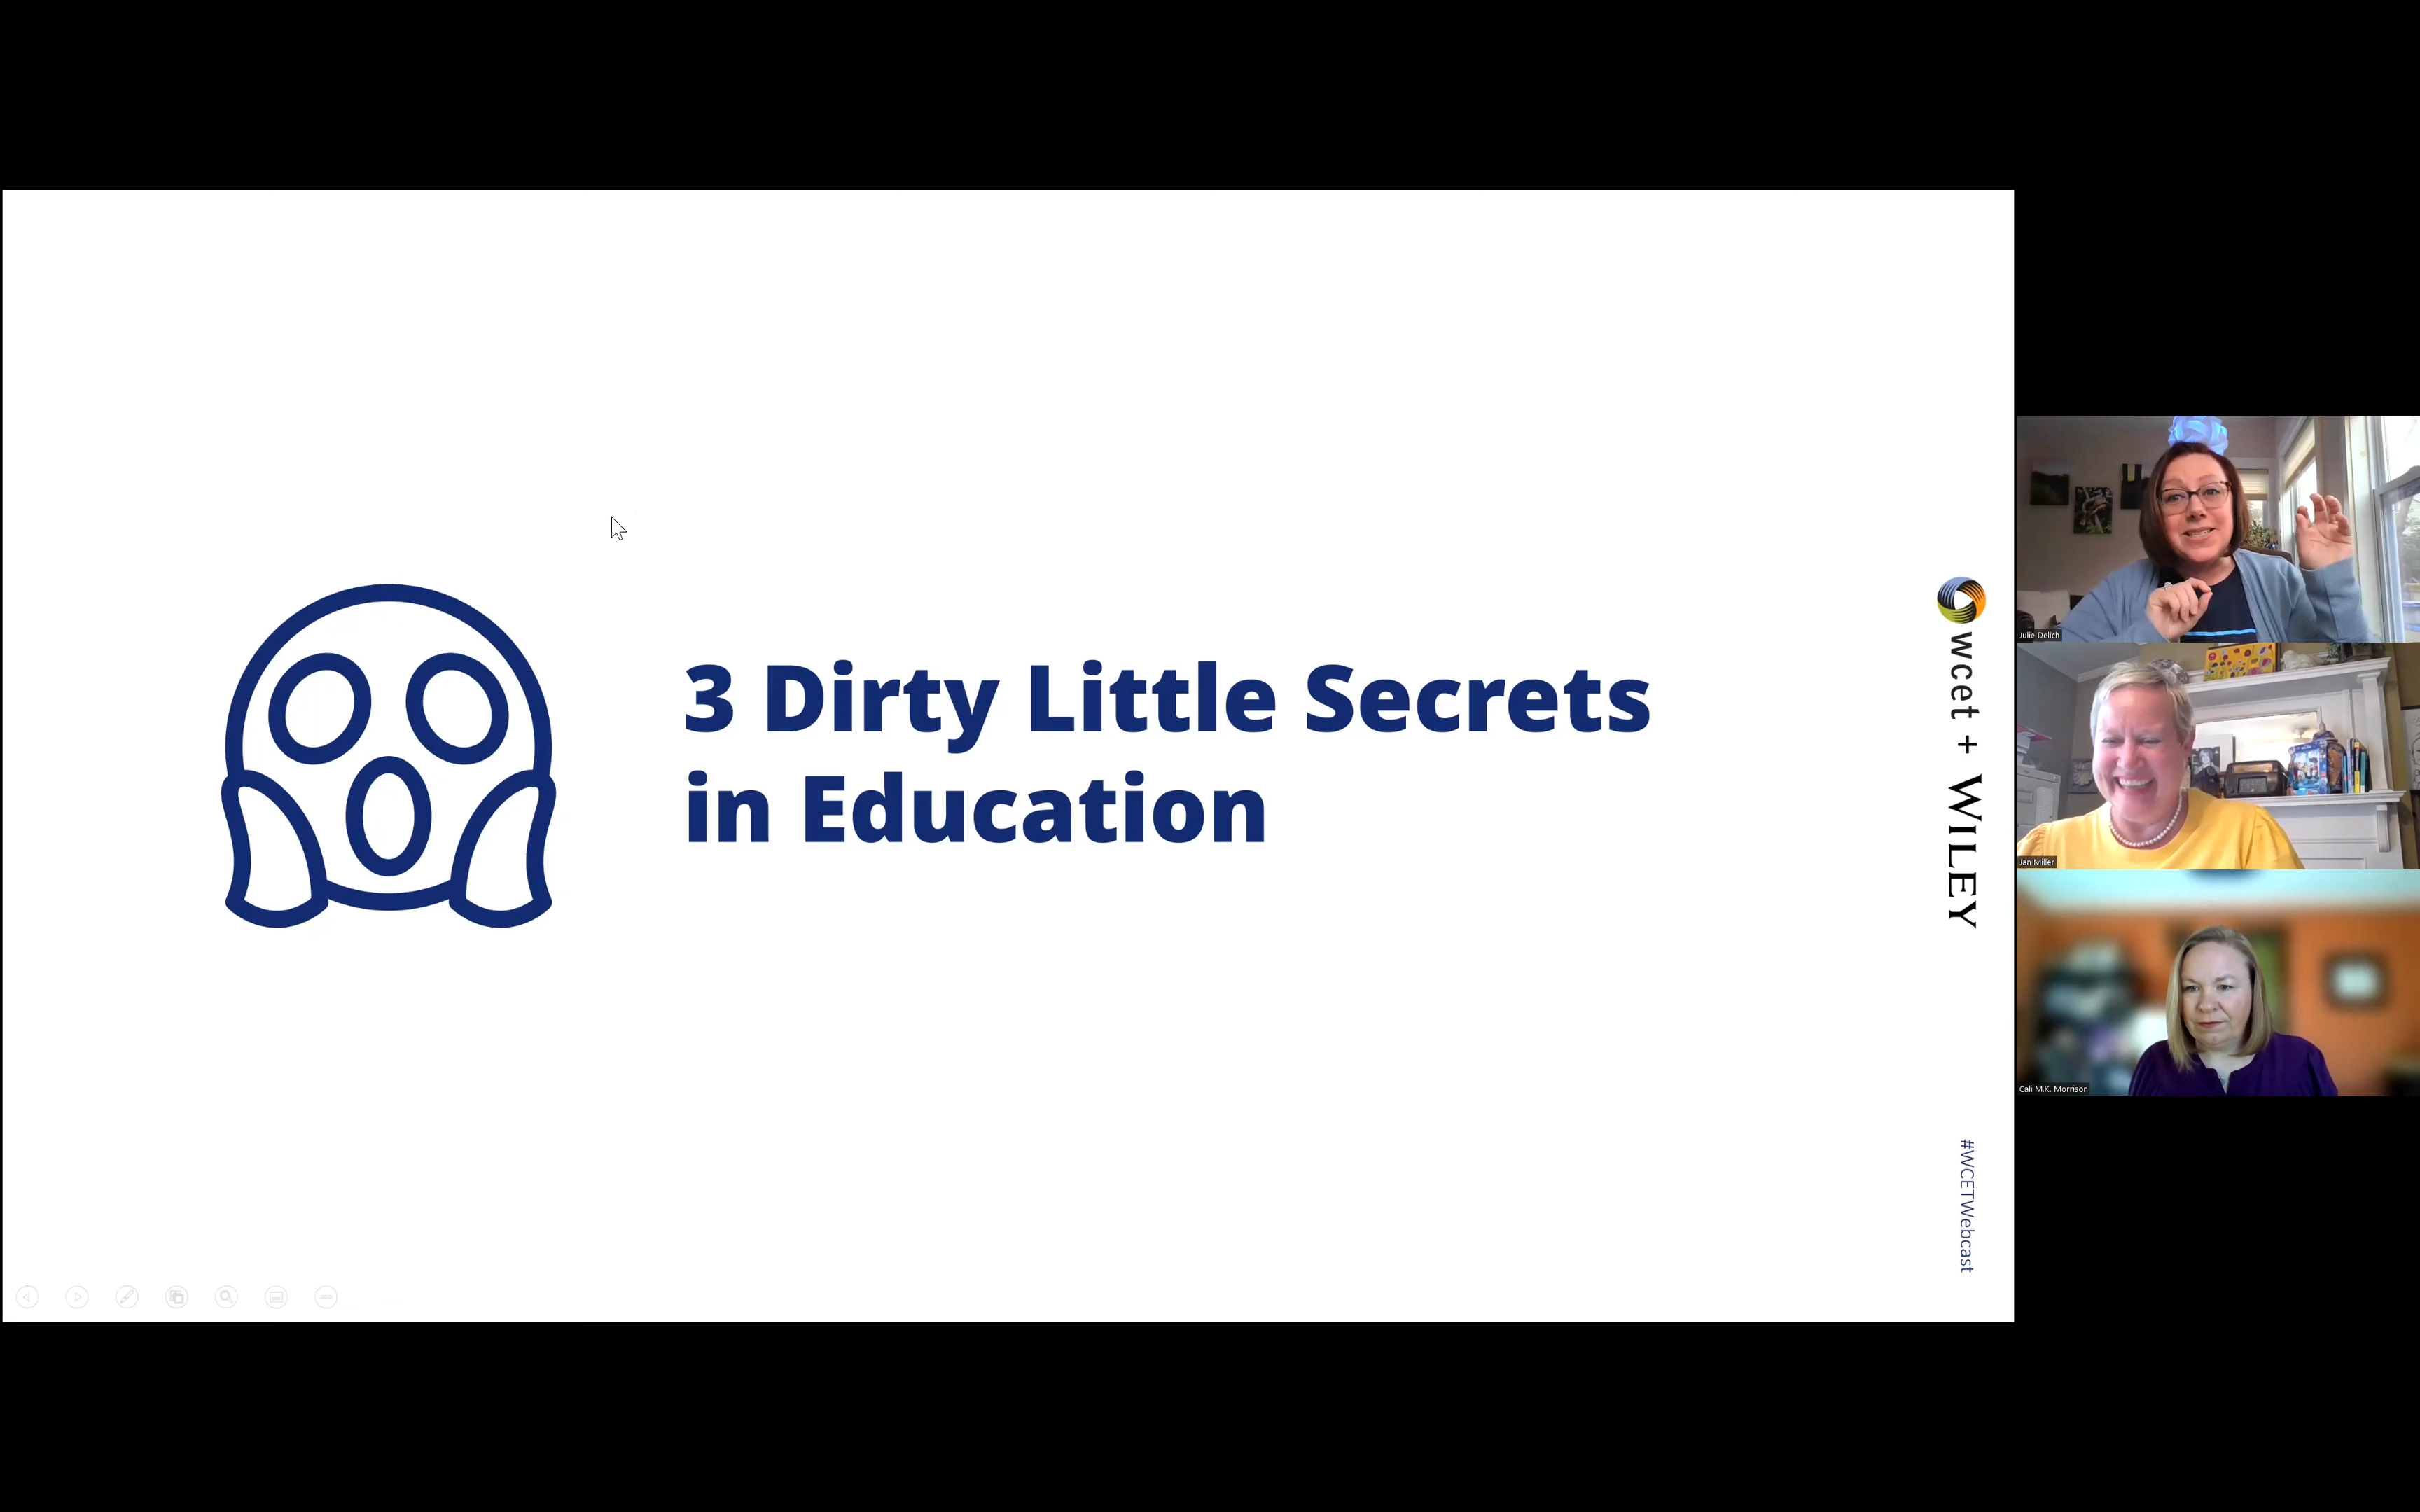 3 Dirty Little Secrets
in Education
wcet + WILEY
#WCETWebcast
Julie Delich
Jan Miller
Cali M.K. Morrison